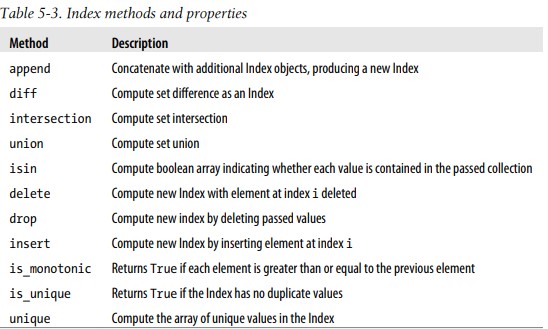 Table 5-3. Index methods and properties
Method Description
append Concatenate with additional Index objects, producing a new Index
diff Compute set difference as an Index
intersection Compute set intersection
union Compute set union
isin Compute boolean array indicating whether each value is contained in the passed collection
delete Compute new Index with element at index i deleted
drop Compute new index by deleting passed values
insert Compute new Index by inserting element at index i
is_monotonic Returns True if each element is greater than or equal to the previous element
is_unique Returns True if the Index has no duplicate values
unique Compute the array of unique values in the Index